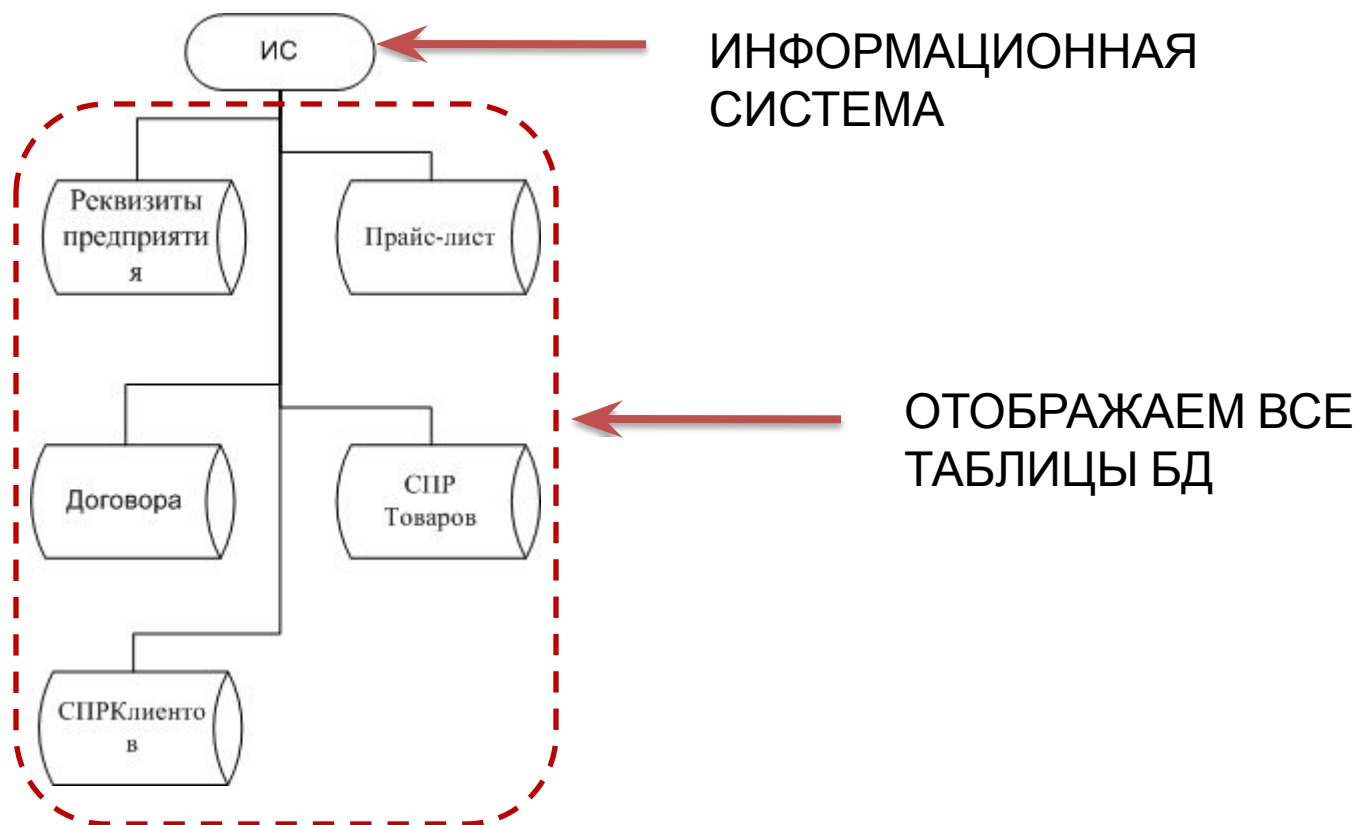 ИС
ИНФОРМАЦИОННАЯ
СИСТЕМА
Реквизиты
предприяти
я
Прайс-лист
ОТОБРАЖАЕМ ВСЕ
ТАБЛИЦЫ БД
Договора
СПР
Товаров
СПРКлиенто
в